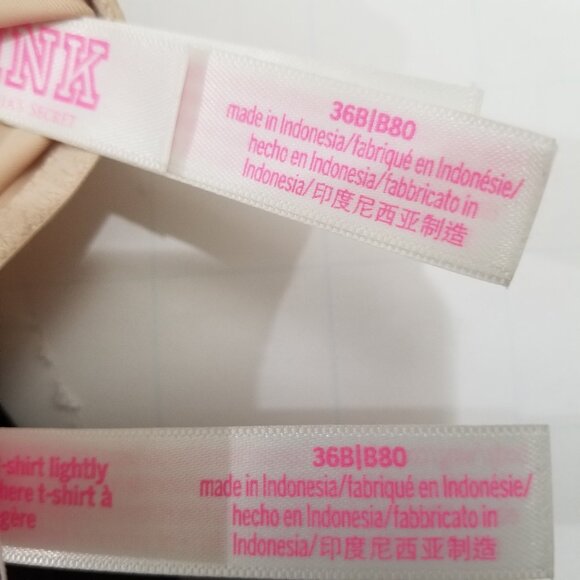 INK
SECRET
36B|B80
made in Indonesia/fabriqué en Indonésie/
hecho en Indonesia/fabbricato in
Indonesia/印度尼西亚制造
-shirt lightly
here t-shirt à
gère
36B|B80
made in Indonesia/fabriqué en Indonésie/
hecho en Indonesia/fabbricato in
Indonesia/印度尼西亚制造